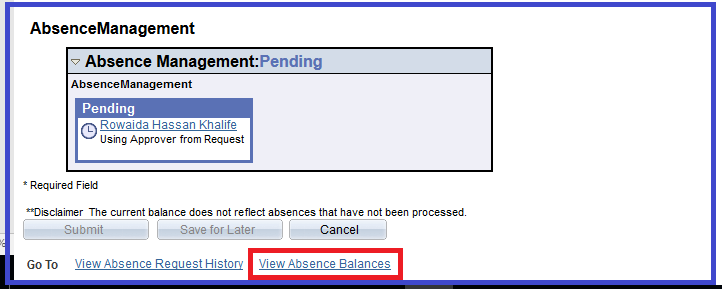 AbsenceManagement
Absence Management:Pending
AbsenceManagement
Pending
Rowaida Hassan Khalife
Using Approver from Request
* Required Field
**Disclaimer The current balance does not reflect absences that have not been processed.
Submit Save for Later Cancel
%
Go To View Absence Request History View Absence Balances